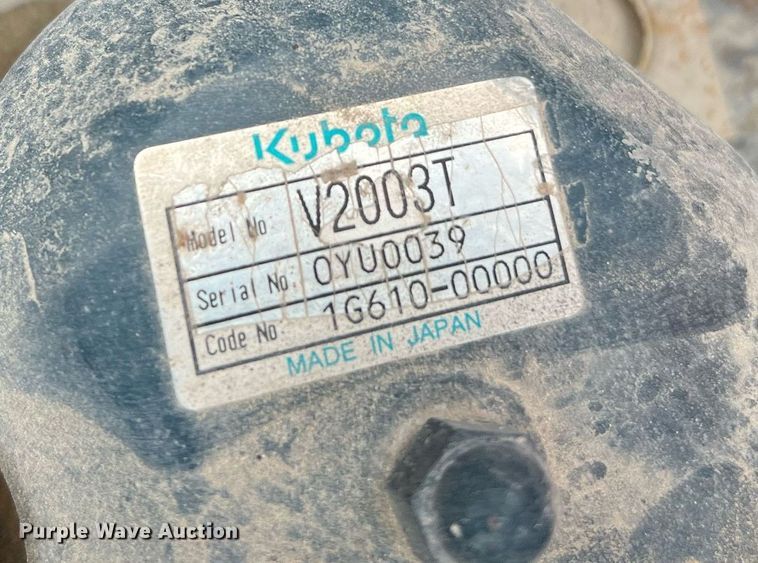 Kubota
Model No V2003T
Serial No. 0YU0039
Code No. 1G610-00000
MADE IN JAPAN
Purple Wave Auction